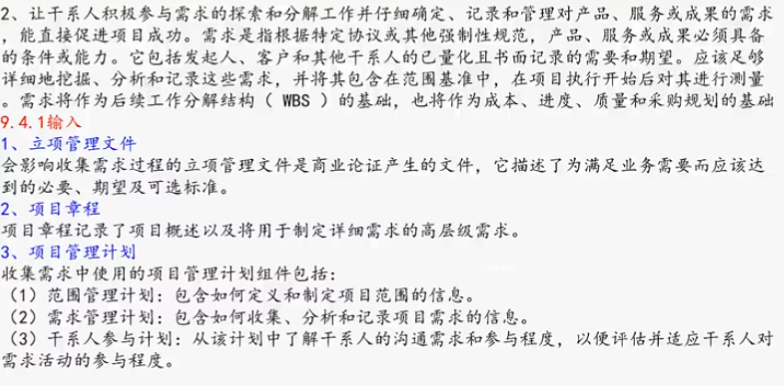 2、让干系人积极参与需求的探索和分解工作并仔细确定、记录和管理对产品、服务或成果的需求
，能直接促进项目成功。需求是指根据特定协议或其他强制性规范，产品、服务或成果必须具备
的条件或能力。它包括发起人、客户和其他干系人的已量化且书面记录的需要和期望。应该足够
详细地挖掘、分析和记录这些需求，并将其包含在范围基准中，在项目执行开始后对其进行测量
。需求将作为后续工作分解结构（ WBS ）的基础，也将作为成本、进度、质量和采购规划的基础
9.4.1输入
1、立项管理文件
会影响收集需求过程的立项管理文件是商业论证产生的文件，它描述了为满足业务需要而应该达
到的必要、期望及可选标准。
2、项目章程
项目章程记录了项目概述以及将用于制定详细需求的高层级需求。
3、项目管理计划
收集需求中使用的项目管理计划组件包括：
（1）范围管理计划：包含如何定义和制定项目范围的信息。
（2）需求管理计划：包含如何收集、分析和记录项目需求的信息。
（3）干系人参与计划：从该计划中了解干系人的沟通需求和参与程度，以便评估并适应干系人对
需求活动的参与程度。